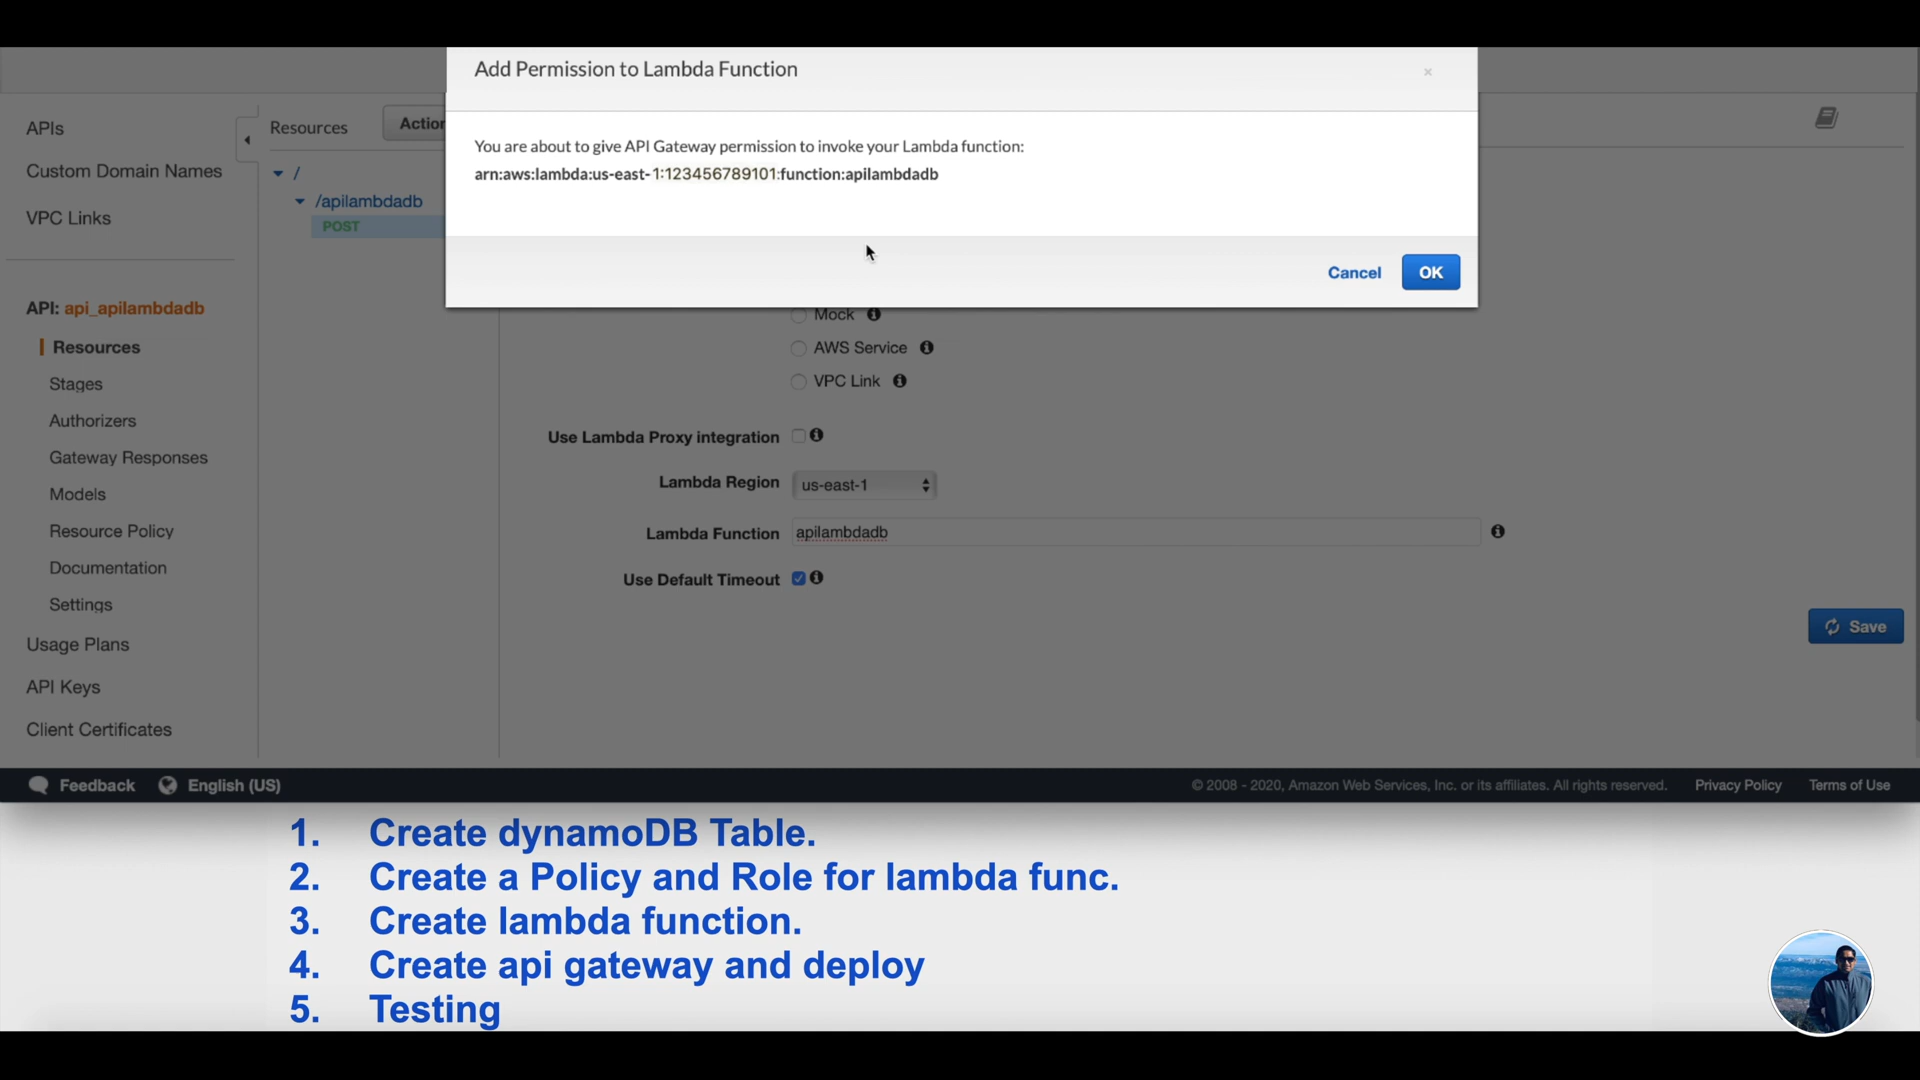 Add Permission to Lambda Function
×
You are about to give API Gateway permission to invoke your Lambda function:
arn:aws:lambda:us-east-1:123456789101:function:apilambdadb
Cancel
OK
APIs
Custom Domain Names
VPC Links
API: api_apilambdadb
Resources
Stages
Authorizers
Gateway Responses
Models
Resource Policy
Documentation
Settings
Usage Plans
API Keys
Client Certificates
Resources
Action
/
/apilambdadb
POST
Mock
AWS Service
VPC Link
Use Lambda Proxy integration
Lambda Region us-east-1
Lambda Function apilambdadb
Use Default Timeout
Save
Feedback English (US)
© 2008 - 2020, Amazon Web Services, Inc. or its affiliates. All rights reserved. Privacy Policy Terms of Use
1. Create dynamoDB Table.
2. Create a Policy and Role for lambda func.
3. Create lambda function.
4. Create api gateway and deploy
5. Testing